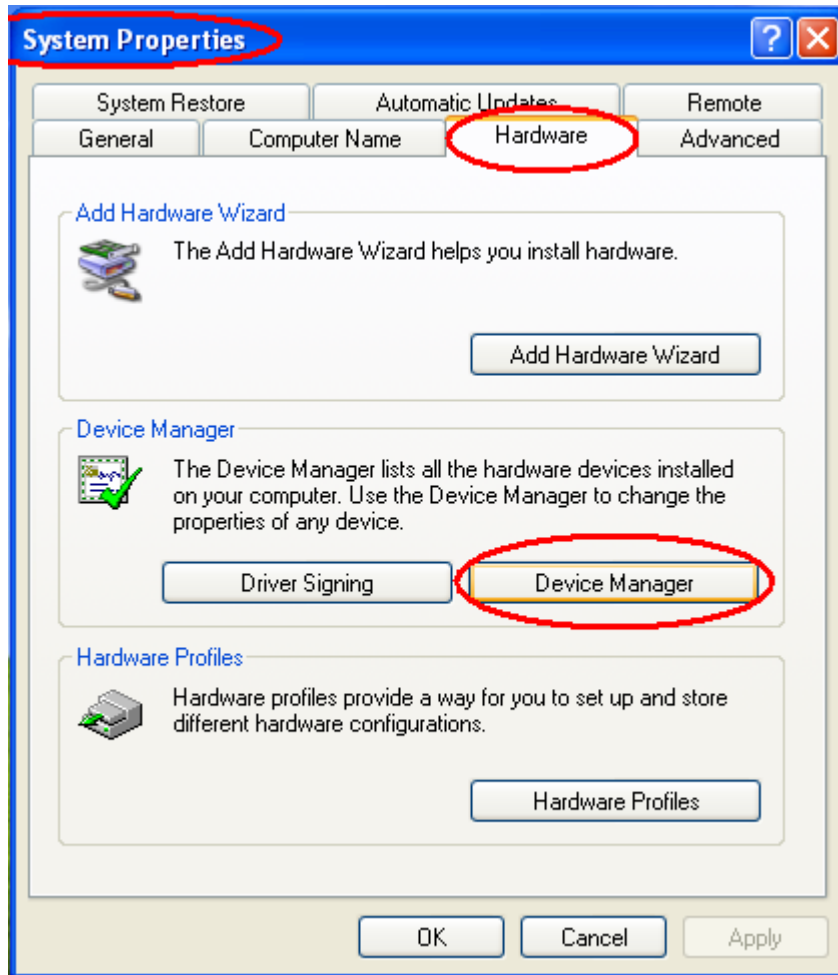 System Properties
System Restore Automatic Updates Remote
General Computer Name Hardware Advanced
Add Hardware Wizard
The Add Hardware Wizard helps you install hardware.
Add Hardware Wizard
Device Manager
The Device Manager lists all the hardware devices installed
on your computer. Use the Device Manager to change the
properties of any device.
Driver Signing Device Manager
Hardware Profiles
Hardware profiles provide a way for you to set up and store
different hardware configurations.
Hardware Profiles
OK Cancel Apply